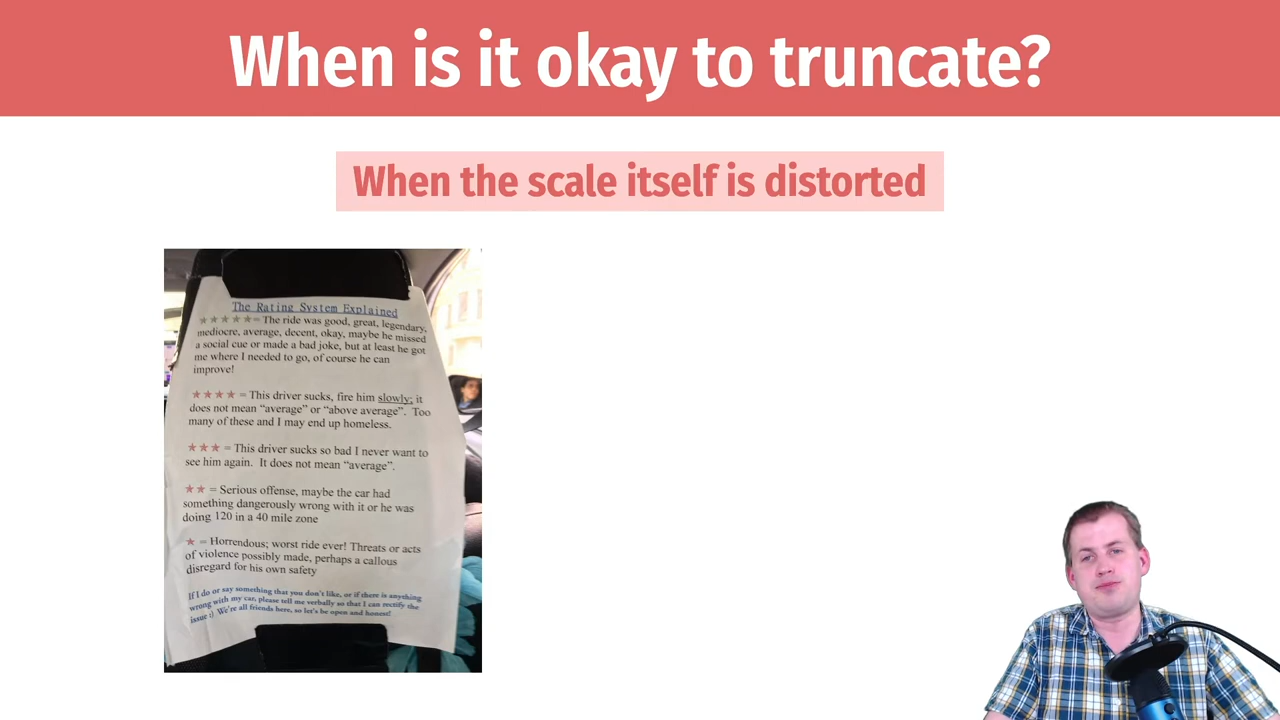 When is it okay to truncate?
When the scale itself is distorted
The Rating System Explained
★★★★★= The ride was good, great, legendary,
mediocre, average, decent, okay, maybe he missed
a social cue or made a bad joke, but at least he got
me where I needed to go, of course he can
improve!
★★★★ = This driver sucks, fire him slowly; it
does not mean “average” or “above average”. Too
many of these and I may end up homeless.
★★★ = This driver sucks so bad I never want to
see him again. It does not mean “average”.
★★ = Serious offense, maybe the car had
something dangerously wrong with it or he was
doing 120 in a 40 mile zone
★ = Horrendous; worst ride ever! Threats or acts
of violence possibly made, perhaps a callous
disregard for his own safety
If I do or say something that you don't like, or if there is anything
wrong with my car, please tell me verbally so that I can rectify the
issue :) We're all friends here, so let's be open and honest!